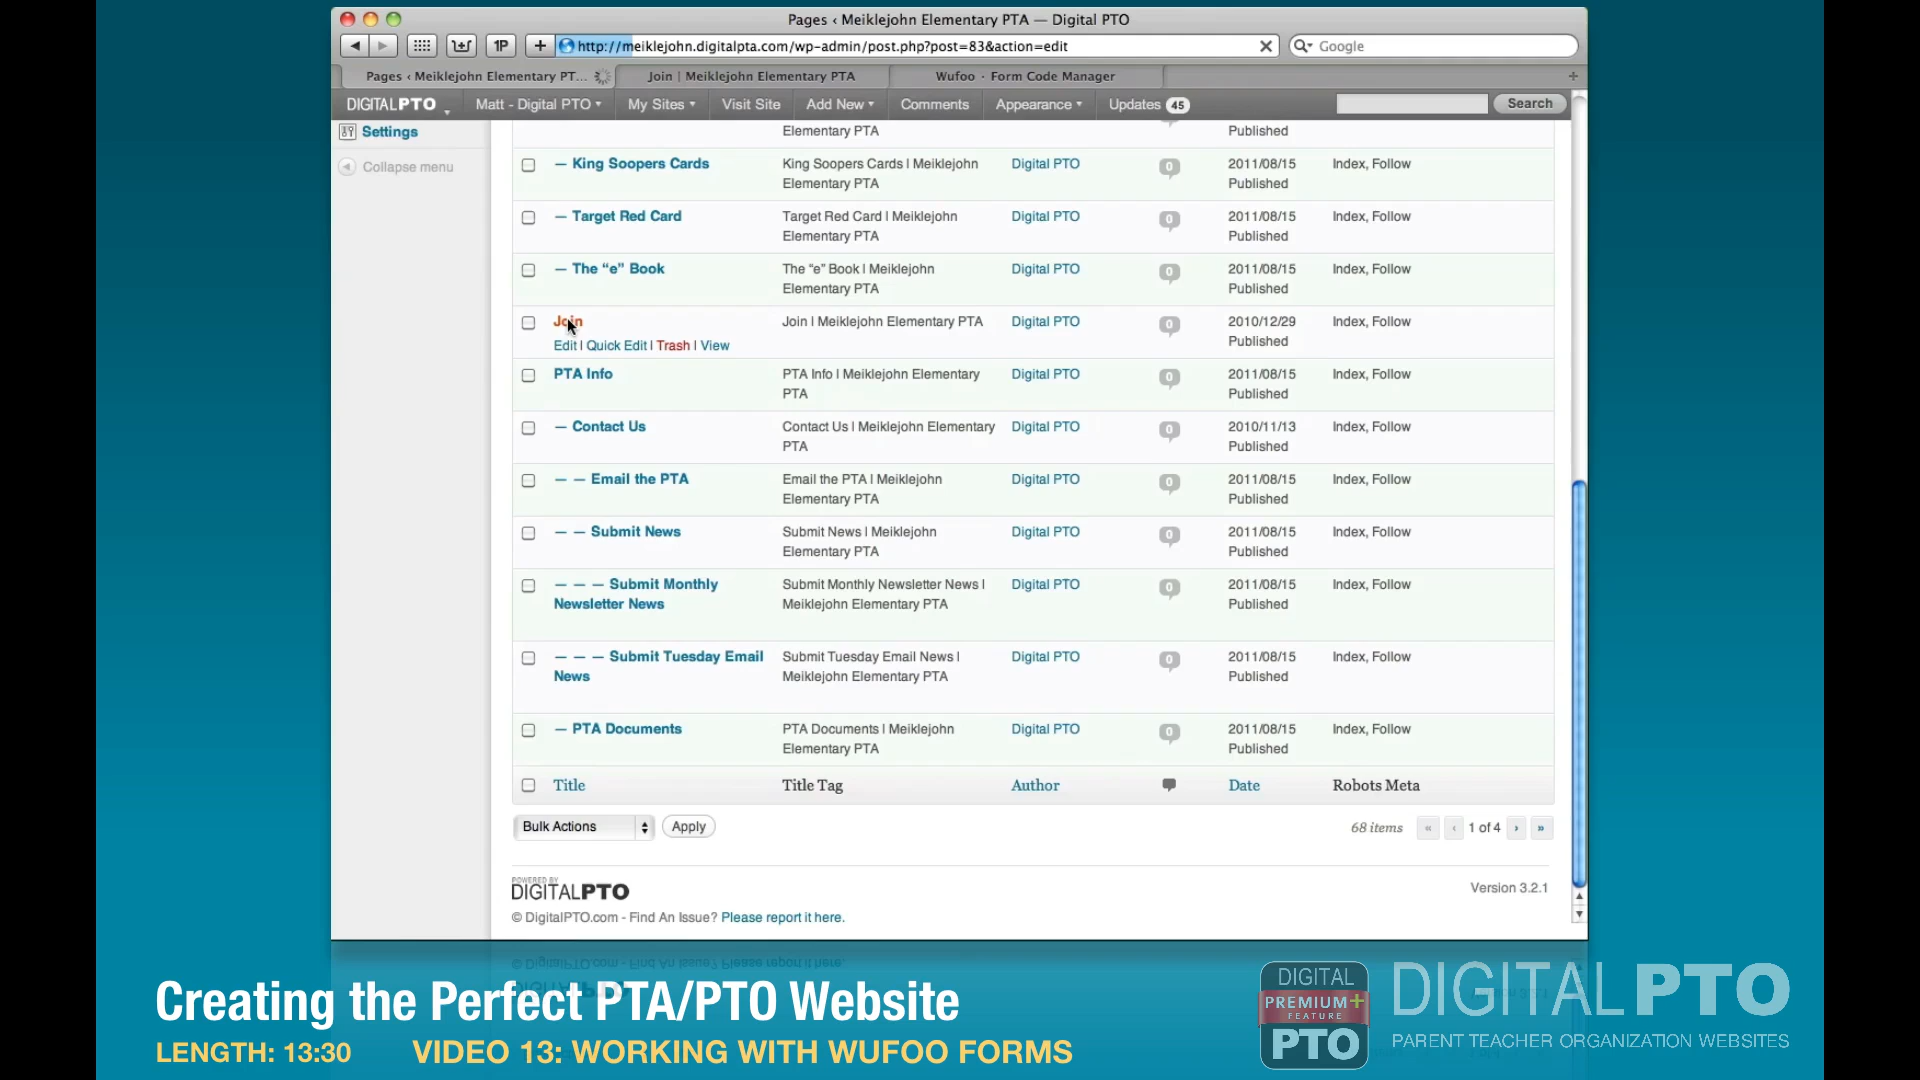 Pages ‹ Meiklejohn Elementary PTA — Digital PTO
1P
+
http://meiklejohn.digitalpta.com/wp-admin/post.php?post=83&action=edit
Google
Pages ‹ Meiklejohn Elementary PT...
Join | Meiklejohn Elementary PTA
Wufoo · Form Code Manager
+
DIGITALPTO
Matt - Digital PTO
My Sites
Visit Site
Add New
Comments
Appearance
Updates 45
Search
Settings
Collapse menu
Elementary PTA
Published
— King Soopers Cards
King Soopers Cards | Meiklejohn
Elementary PTA
Digital PTO
0
2011/08/15
Published
Index, Follow
— Target Red Card
Target Red Card | Meiklejohn
Elementary PTA
Digital PTO
0
2011/08/15
Published
Index, Follow
— The “e” Book
The “e” Book | Meiklejohn
Elementary PTA
Digital PTO
0
2011/08/15
Published
Index, Follow
Join
Edit | Quick Edit | Trash | View
Join | Meiklejohn Elementary PTA
Digital PTO
0
2010/12/29
Published
Index, Follow
PTA Info
PTA Info | Meiklejohn Elementary
PTA
Digital PTO
0
2011/08/15
Published
Index, Follow
— Contact Us
Contact Us | Meiklejohn Elementary
PTA
Digital PTO
0
2010/11/13
Published
Index, Follow
— — Email the PTA
Email the PTA | Meiklejohn
Elementary PTA
Digital PTO
0
2011/08/15
Published
Index, Follow
— — Submit News
Submit News | Meiklejohn
Elementary PTA
Digital PTO
0
2011/08/15
Published
Index, Follow
— — — Submit Monthly
Newsletter News
Submit Monthly Newsletter News |
Meiklejohn Elementary PTA
Digital PTO
0
2011/08/15
Published
Index, Follow
— — — Submit Tuesday Email
News
Submit Tuesday Email News |
Meiklejohn Elementary PTA
Digital PTO
0
2011/08/15
Published
Index, Follow
— PTA Documents
PTA Documents | Meiklejohn
Elementary PTA
Digital PTO
0
2011/08/15
Published
Index, Follow
Title
Title Tag
Author
Date
Robots Meta
Bulk Actions
Apply
68 items
« ‹ 1 of 4 › »
POWERED BY
DIGITALPTO
Version 3.2.1
© DigitalPTO.com - Find An Issue? Please report it here.
© DigitalPTO.com - Find An Issue? Please report it here.
Creating the Perfect PTA/PTO Website
LENGTH: 13:30
VIDEO 13: WORKING WITH WUFOO FORMS
DIGITAL
PREMIUM+
FEATURE
PTO
DIGITALPTO
PARENT TEACHER ORGANIZATION WEBSITES